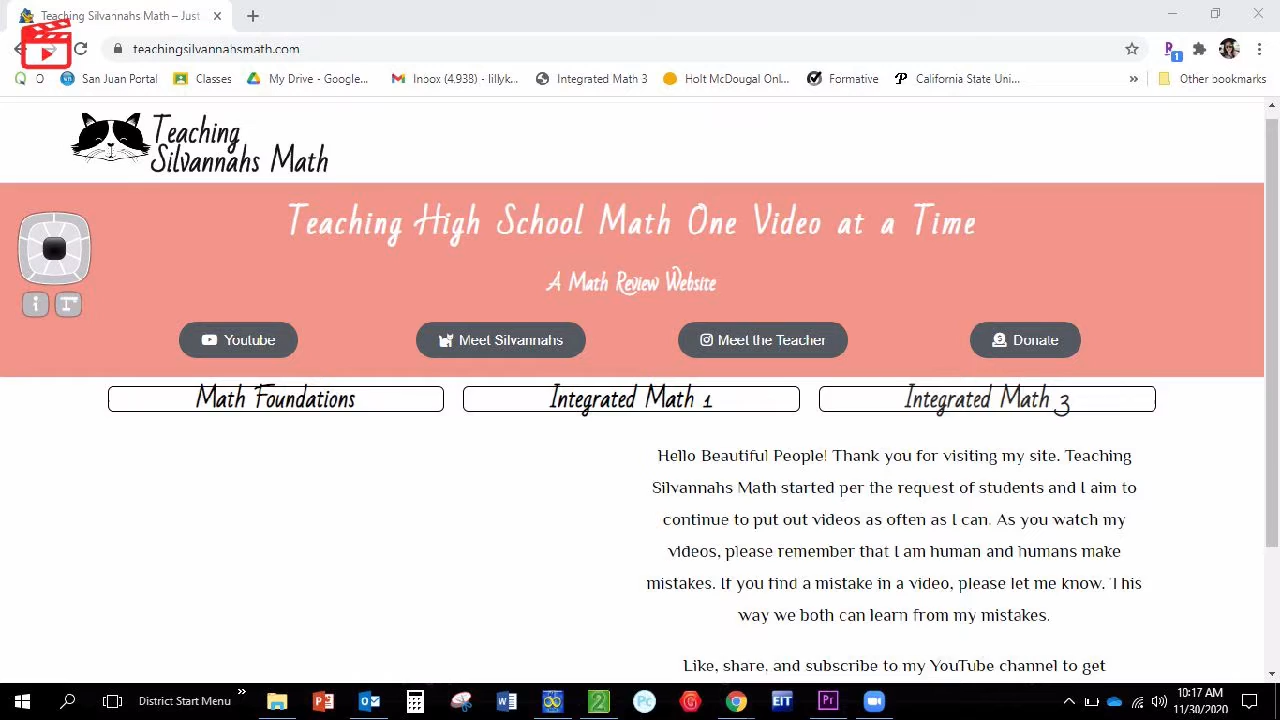 Teaching Silvannahs Math – Just
teachingsilvannahsmath.com
1
San Juan Portal
Classes
My Drive - Google...
Inbox (4,938) - lillyk...
Integrated Math 3
Holt McDougal Onl...
Formative
California State Uni...
»
Other bookmarks
Teaching
Silvannahs Math
Teaching High School Math One Video at a Time
A Math Review Website
Youtube
Meet Silvannahs
Meet the Teacher
Donate
Math Foundations
Integrated Math 1
Integrated Math 3
Hello Beautiful People! Thank you for visiting my site. Teaching
Silvannahs Math started per the request of students and I aim to
continue to put out videos as often as I can. As you watch my
videos, please remember that I am human and humans make
mistakes. If you find a mistake in a video, please let me know. This
way we both can learn from my mistakes.
Like, share, and subscribe to my YouTube channel to get
District Start Menu
»
EIT
Pr
10:17 AM
11/30/2020